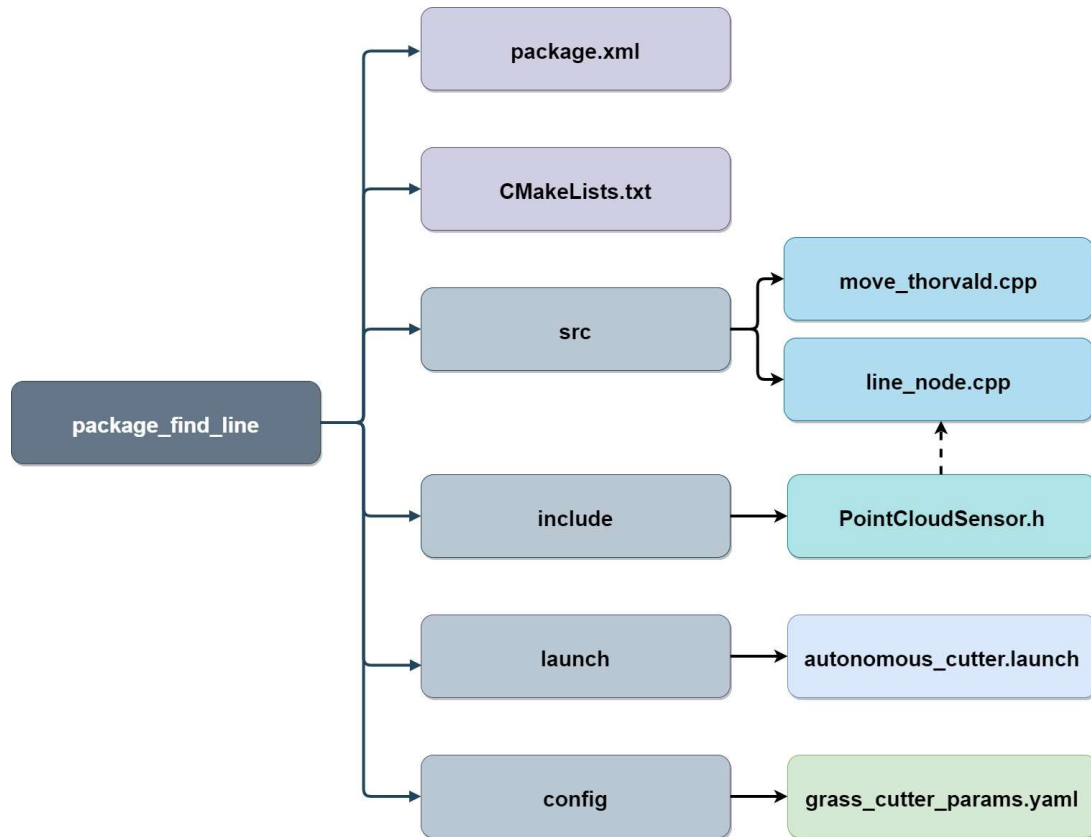 package.xml
CMakeLists.txt
move_thorvald.cpp
src
line_node.cpp
package_find_line
include
PointCloudSensor.h
launch
autonomous_cutter.launch
config
grass_cutter_params.yaml